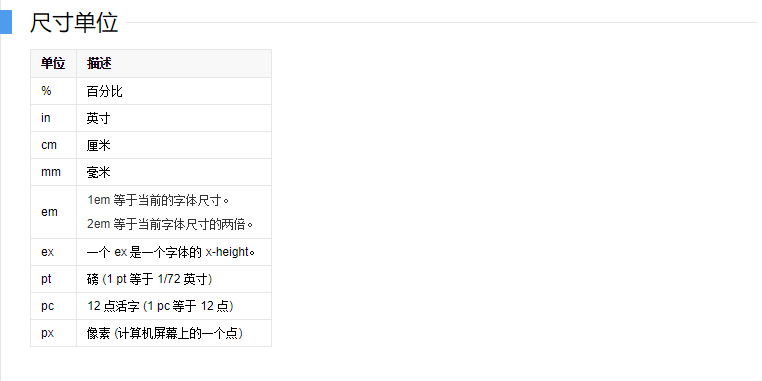 尺寸单位
单位 描述
% 百分比
in 英寸
cm 厘米
mm 毫米
em 1em 等于当前的字体尺寸。
2em 等于当前字体尺寸的两倍。
ex 一个 ex 是一个字体的 x-height。
pt 磅 (1 pt 等于 1/72 英寸)
pc 12 点活字 (1 pc 等于 12 点)
px 像素 (计算机屏幕上的一个点)